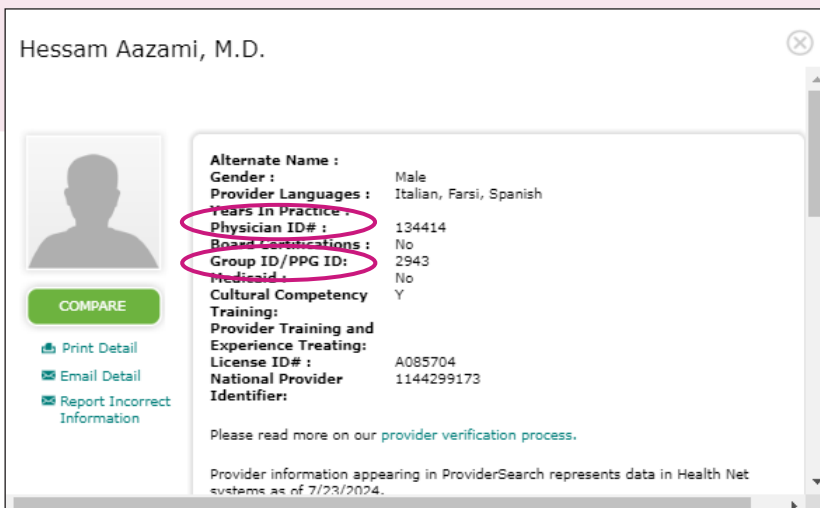 Hessam Aazami, M.D.
Alternate Name :
Gender : Male
Provider Languages : Italian, Farsi, Spanish
Years In Practice :
Physician ID# : 134414
Board Certifications : No
Group ID/PPG ID: 2943
Medicaid : No
Cultural Competency Y
Training:
Provider Training and
Experience Treating:
License ID# : A085704
National Provider 1144299173
Identifier:
COMPARE
Print Detail
Email Detail
Report Incorrect
Information
Please read more on our provider verification process.
Provider information appearing in ProviderSearch represents data in Health Net
systems as of 7/23/2024.